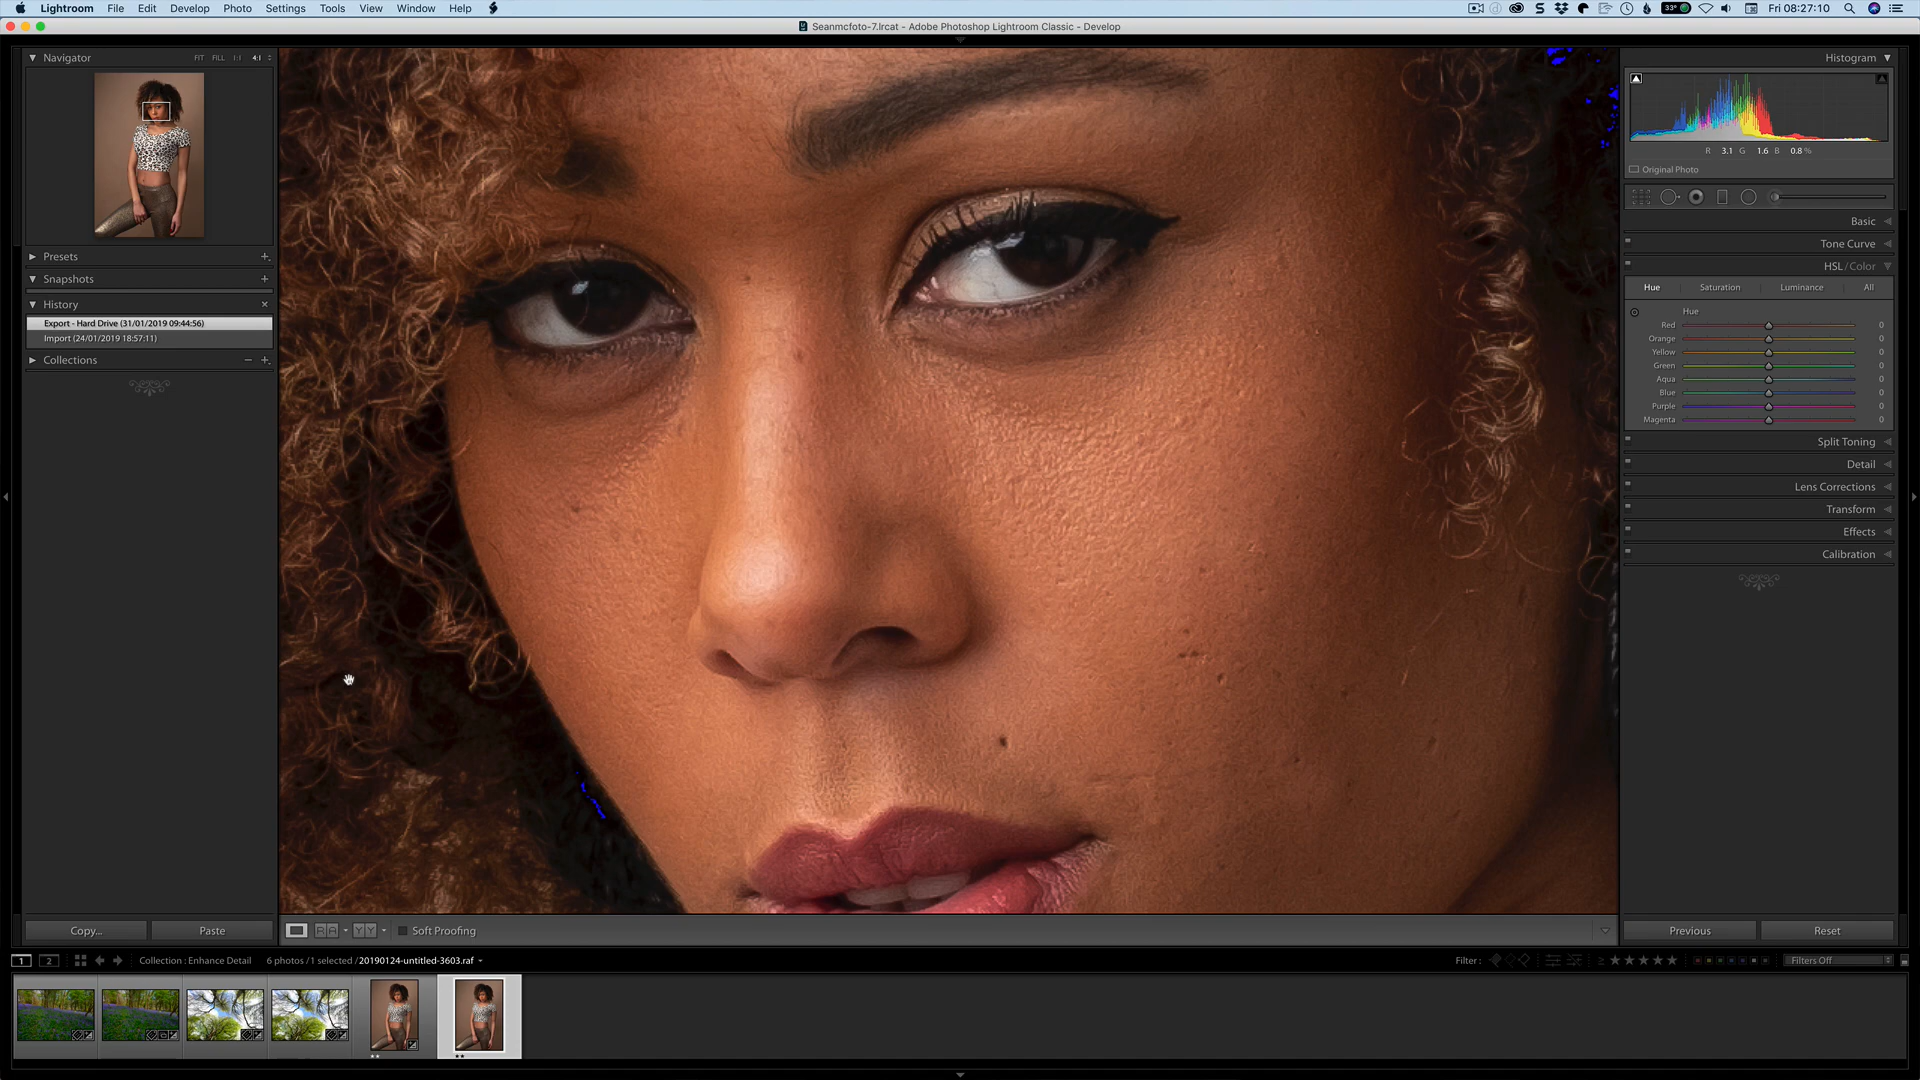 Lightroom File Edit Develop Photo Settings Tools View Window Help 33° Fri 08:27:10
Seanmcfoto-7.lrcat - Adobe Photoshop Lightroom Classic - Develop
Navigator FIT FILL 1:1 4:1
Presets
Snapshots
History
Export - Hard Drive (31/01/2019 09:44:56)
Import (24/01/2019 18:57:11)
Collections
Copy... Paste
RA YY Soft Proofing
Histogram
R 3.1 G 1.6 B 0.8 %
Original Photo
Basic
Tone Curve
HSL / Color
Hue Saturation Luminance All
Hue
Red 0
Orange 0
Yellow 0
Green 0
Aqua 0
Blue 0
Purple 0
Magenta 0
Split Toning
Detail
Lens Corrections
Transform
Effects
Calibration
Previous Reset
1 2 Collection : Enhance Detail 6 photos / 1 selected / 20190124-untitled-3603.raf Filter : Filters Off